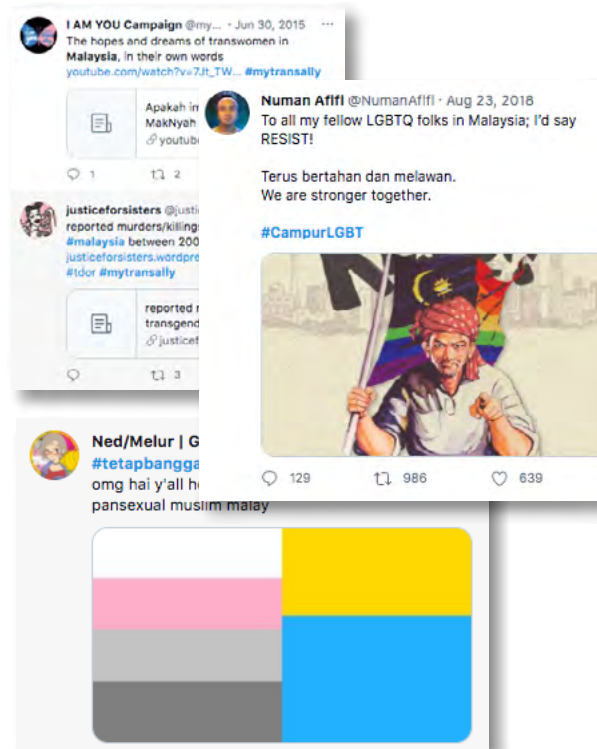 I AM YOU Campaign @my... · Jun 30, 2015
The hopes and dreams of transwomen in
Malaysia, in their own words
youtube.com/watch?v=7Jt_TW... #mytransally
Apakah
MakNyah
youtube
1
2
justiceforsisters
reported murders/killings
#malaysia between
justiceforsisters.wordpre
#tdor #mytransally
reported
transgend
justicef
3
Numan Afifi @NumanAfifi · Aug 23, 2018
To all my fellow LGBTQ folks in Malaysia; I'd say
RESIST!
Terus bertahan dan melawan.
We are stronger together.
#CampurLGBT
129
986
639
Ned/Melur | G
#tetapbangga
omg hai y'all
pansexual muslim malay